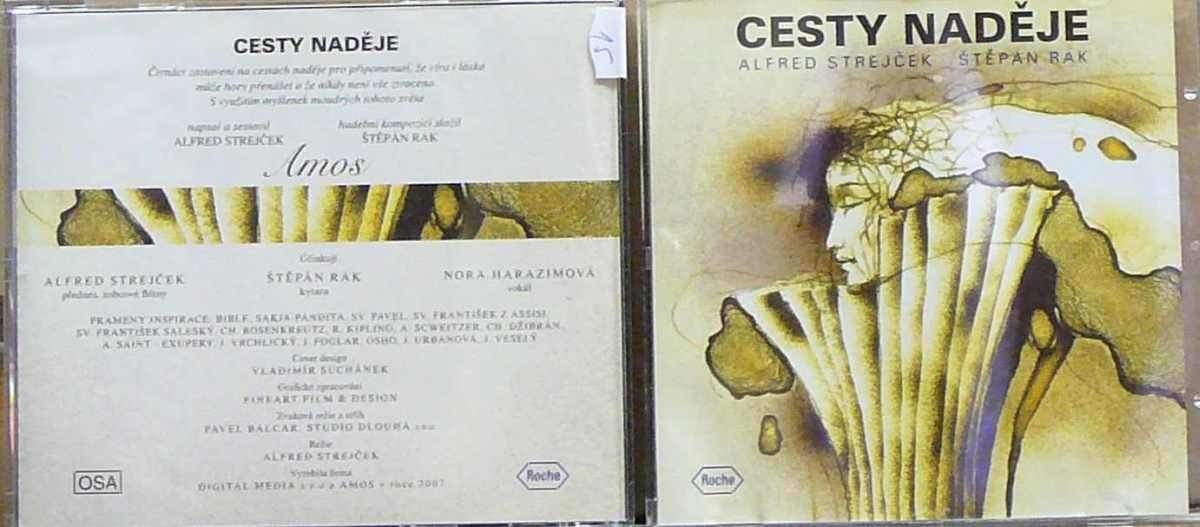 CESTY NADĚJE
Čtrnáct zastavení na cestách naděje pro připomenutí, že víra i láska
může hory přenášet a že nikdy není vše ztraceno.
S využitím myšlenek moudrých tohoto světa
napsal a sestavil
ALFRED STREJČEK
hudební kompozici složil
ŠTĚPÁN RAK
Amos
Účinkují
ALFRED STREJČEK
přednes, zobcové flétny
ŠTĚPÁN RAK
kytara
NORA HARAZIMOVÁ
vokál
PRAMENY INSPIRACE: BIBLE, SAKJA PANDITA, SV. PAVEL, SV. FRANTIŠEK Z ASSISI,
SV. FRANTIŠEK SALESKÝ, CH. ROSENKREUTZ, R. KIPLING, A. SCWEITZER, CH. DŽIBRÁN,
A. SAINT - EXUPERY, J. VRCHLICKÝ, J. FOGLAR, OSHO, J. URBANOVÁ, J. VESELÝ
Cover design
VLADIMÍR SUCHÁNEK
Grafické zpracování
FINEART FILM & DESIGN
Zvuková režie a střih
PAVEL BALCAR, STUDIO DLOUHÁ s.r.o.
Režie
ALFRED STREJČEK
Vyrobila firma
DIGITAL MEDIA s.r.o. a AMOS v roce 2007
OSA
Roche
15
CESTY NADĚJE
ALFRED STREJČEK ŠTĚPÁN RAK
Roche